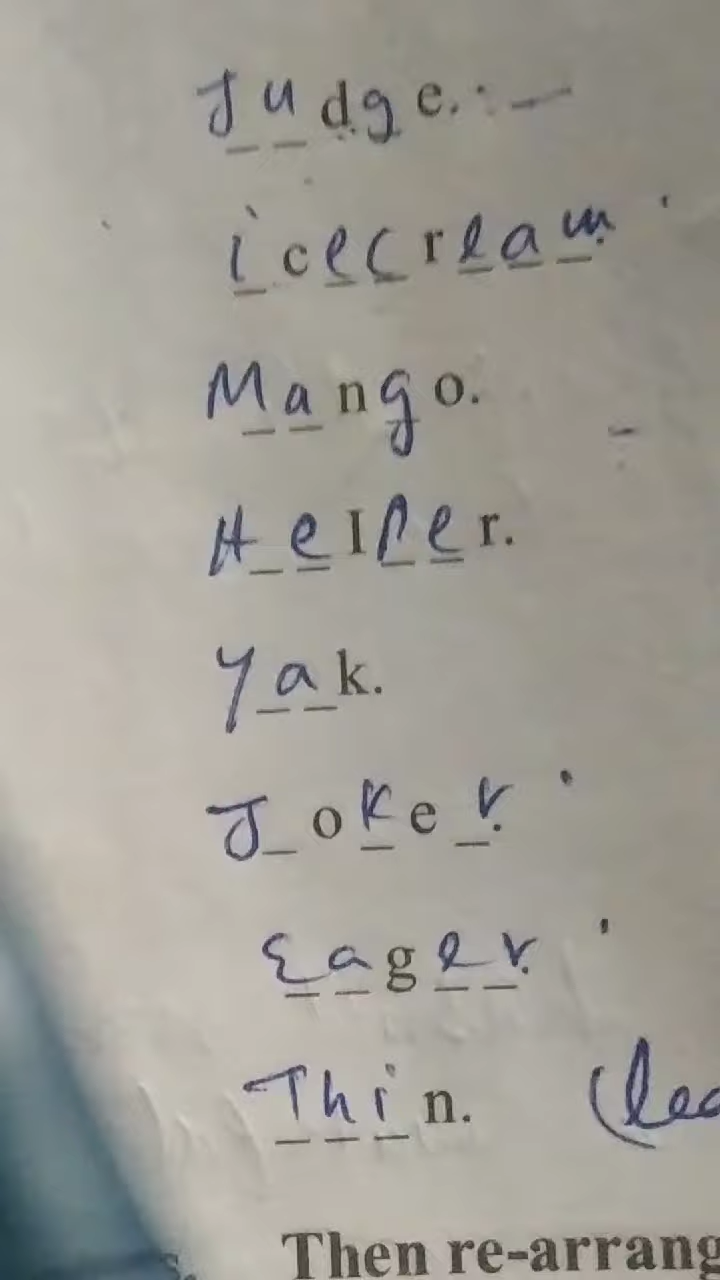 Judge. : —
icecream.
Mango.
Helper.
Yak.
Joker.
Eager.
Thin.
Then re-arrang